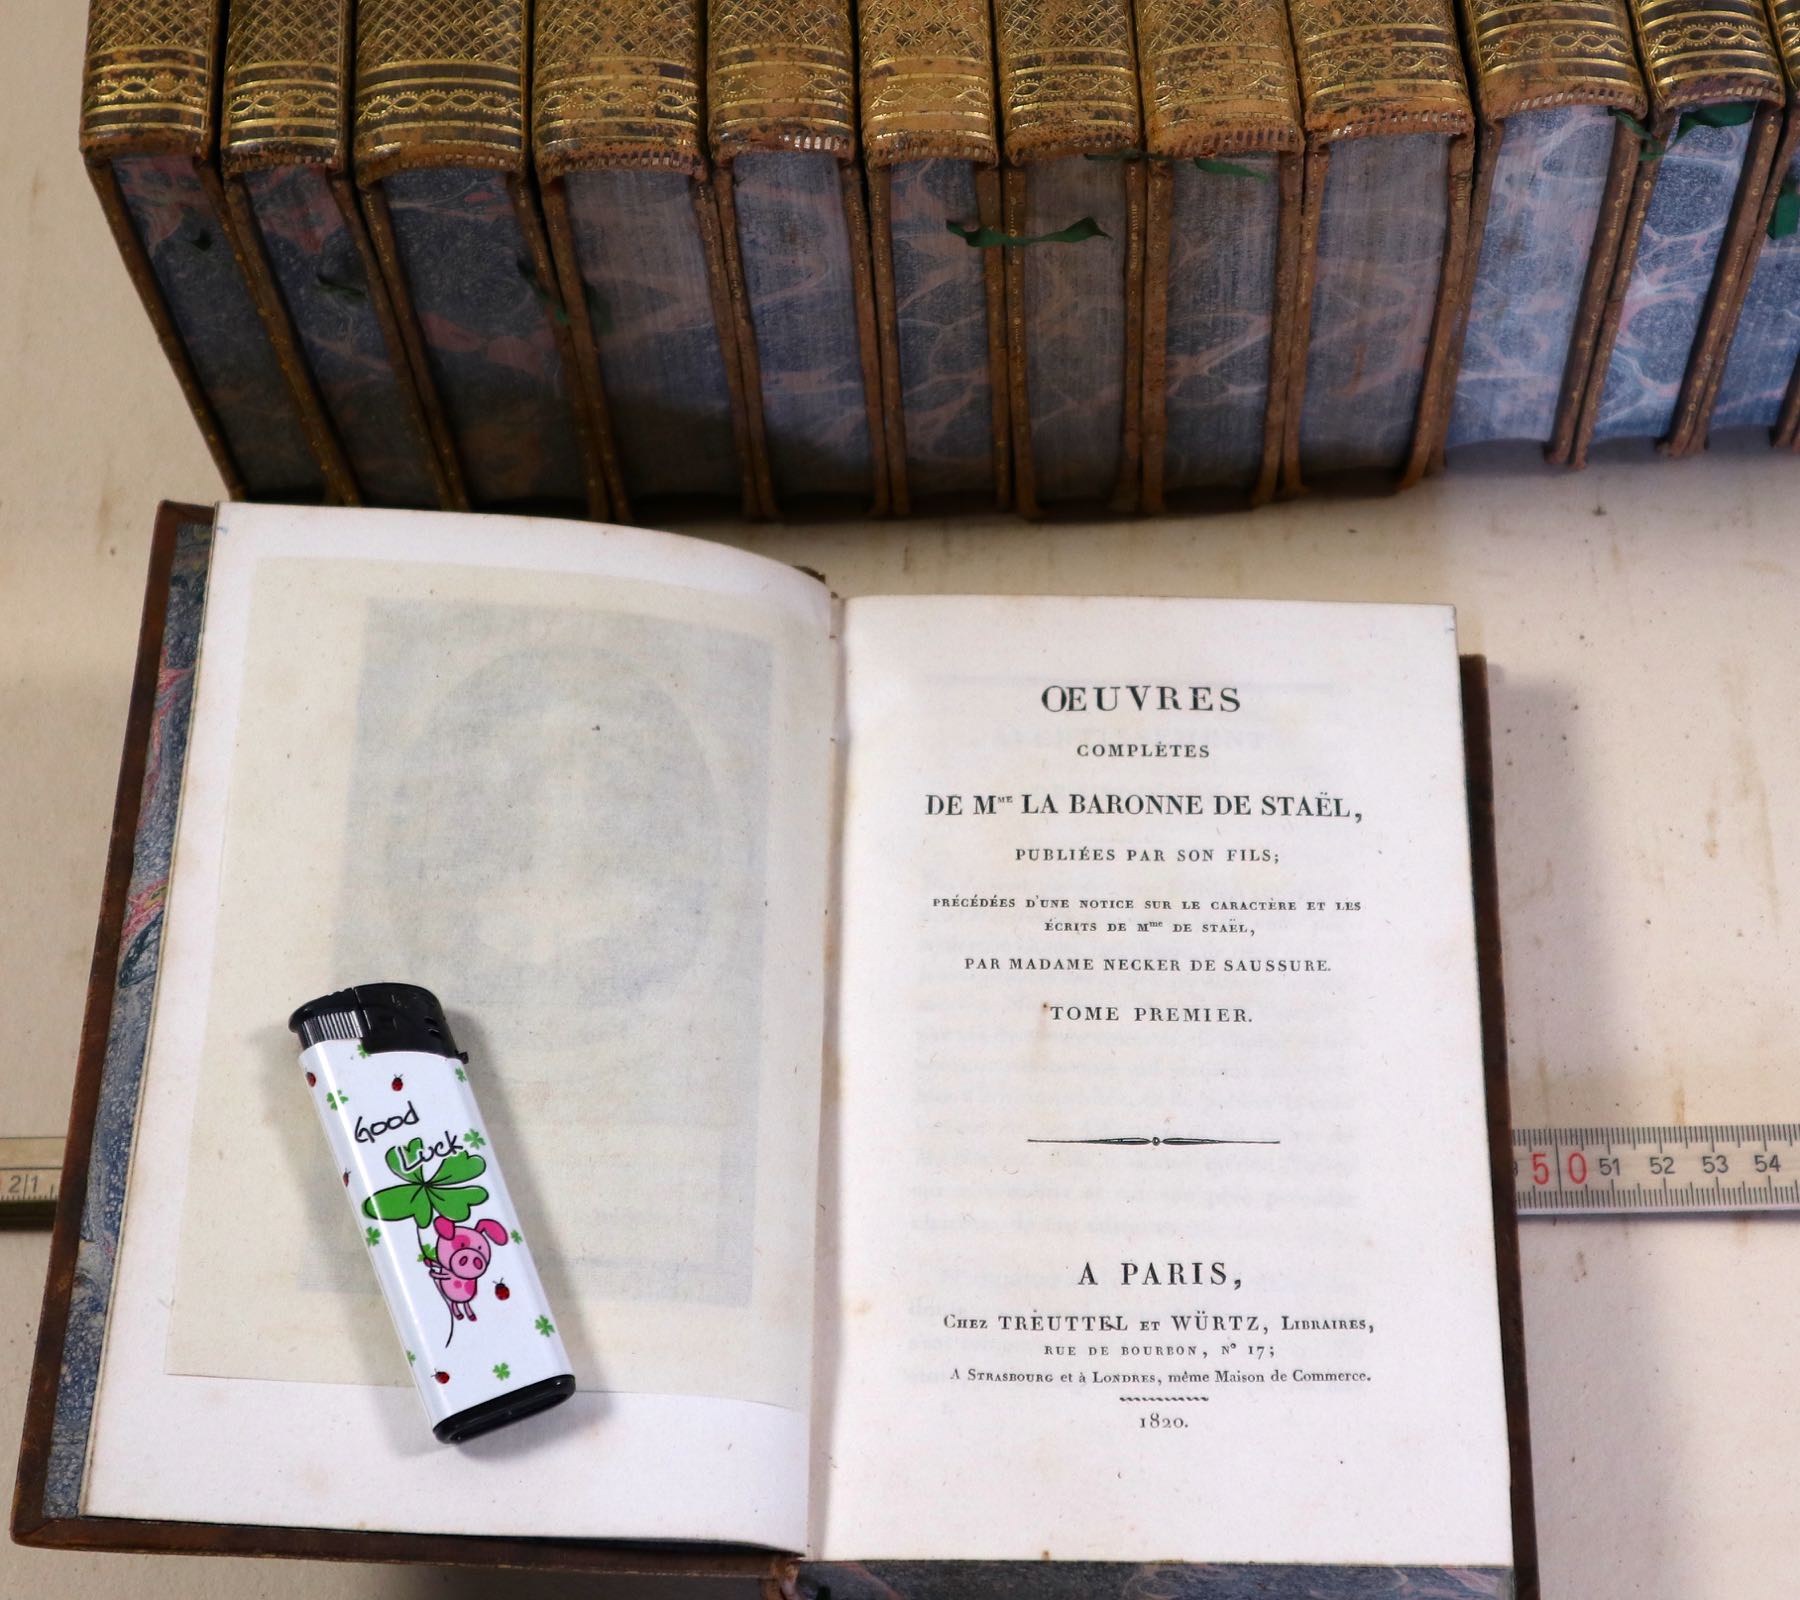 ŒUVRES
COMPLÈTES
DE Mᴹᴱ LA BARONNE DE STAËL,
PUBLIÉES PAR SON FILS;
PRÉCÉDÉES D'UNE NOTICE SUR LE CARACTÈRE ET LES
ÉCRITS DE Mᵐᵉ DE STAËL,
PAR MADAME NECKER DE SAUSSURE.
TOME PREMIER.
A PARIS,
CHEZ TREUTTEL ET WÜRTZ, LIBRAIRES,
RUE DE BOURBON, N° 17;
A STRASBOURG et à LONDRES, même Maison de Commerce.
1820.
Good
Luck
2 1
50 51 52 53 54